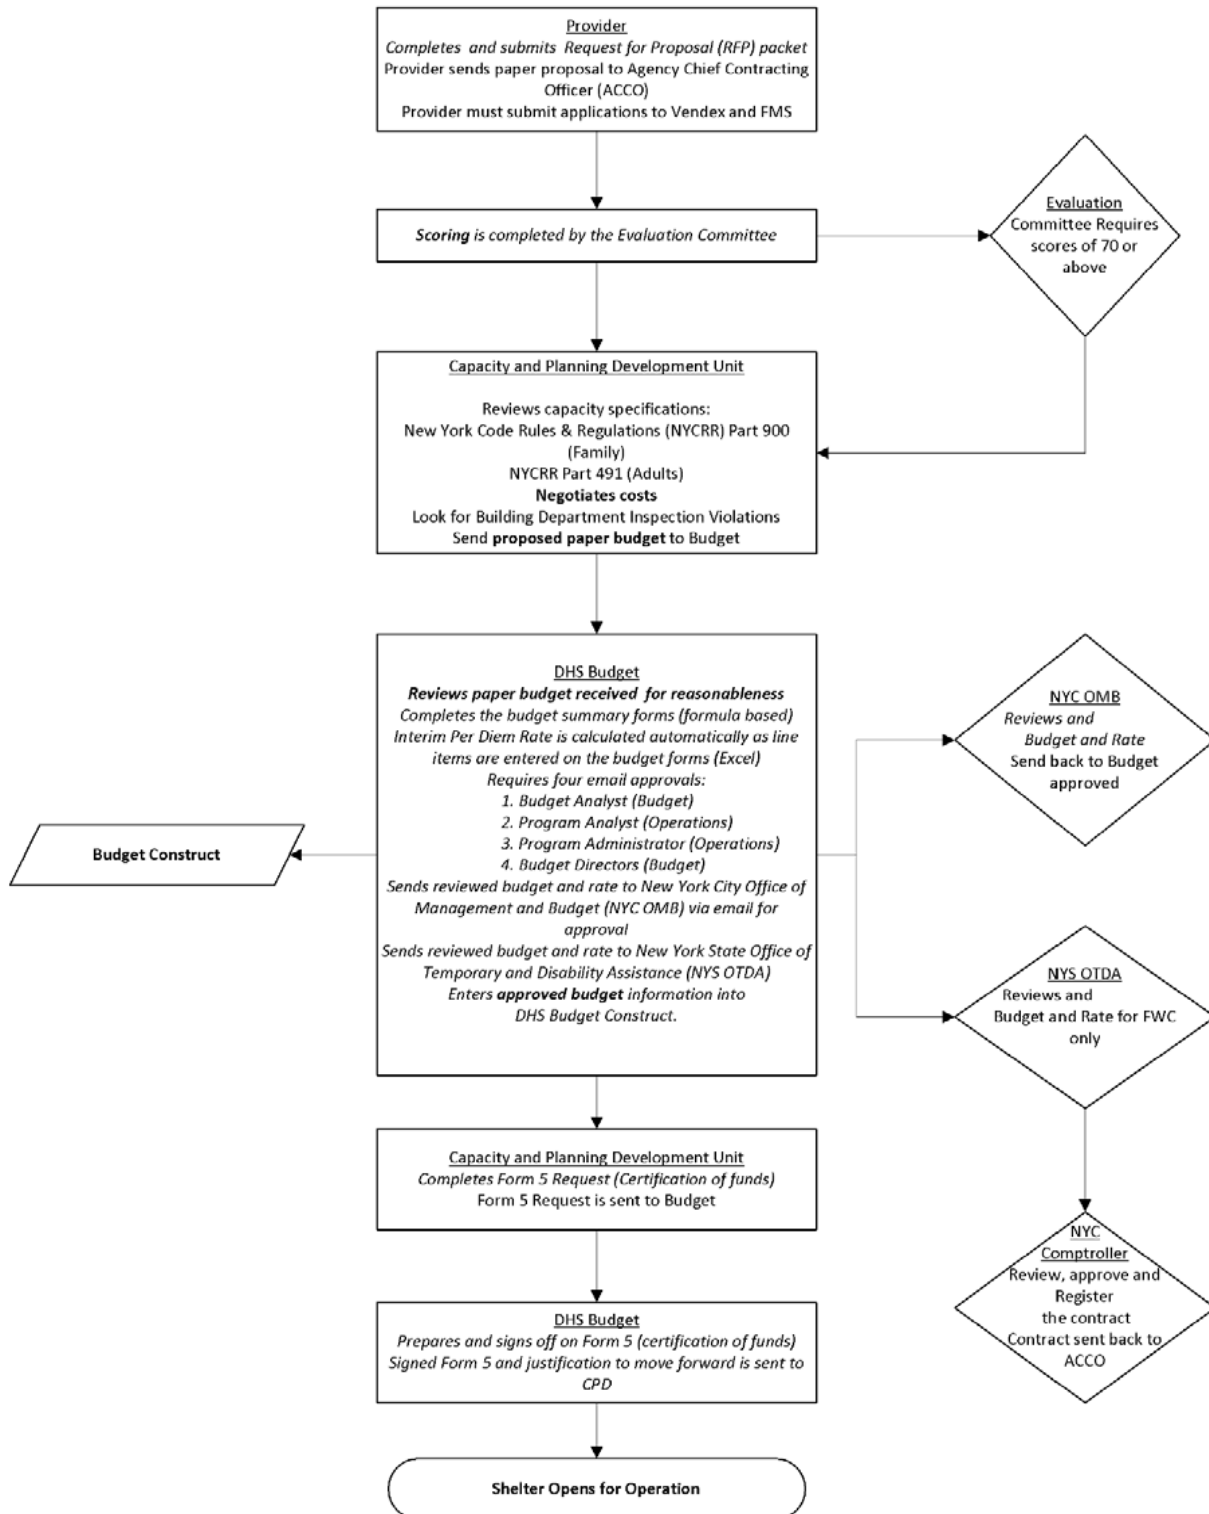 Provider
Completes and submits Request for Proposal (RFP) packet
Provider sends paper proposal to Agency Chief Contracting
Officer (ACCO)
Provider must submit applications to Vendex and FMS
Scoring is completed by the Evaluation Committee
Evaluation
Committee Requires
scores of 70 or
above
Capacity and Planning Development Unit
Reviews capacity specifications:
New York Code Rules & Regulations (NYCRR) Part 900
(Family)
NYCRR Part 491 (Adults)
Negotiates costs
Look for Building Department Inspection Violations
Send proposed paper budget to Budget
DHS Budget
Reviews paper budget received for reasonableness
Completes the budget summary forms (formula based)
Interim Per Diem Rate is calculated automatically as line
items are entered on the budget forms (Excel)
Requires four email approvals:
1. Budget Analyst (Budget)
2. Program Analyst (Operations)
3. Program Administrator (Operations)
4. Budget Directors (Budget)
Sends reviewed budget and rate to New York City Office of
Management and Budget (NYC OMB) via email for
approval
Sends reviewed budget and rate to New York State Office of
Temporary and Disability Assistance (NYS OTDA)
Enters approved budget information into
DHS Budget Construct.
Budget Construct
NYC OMB
Reviews and
Budget and Rate
Send back to Budget
approved
NYS OTDA
Reviews and
Budget and Rate for FWC
only
Capacity and Planning Development Unit
Completes Form 5 Request (Certification of funds)
Form 5 Request is sent to Budget
NYC
Comptroller
Review, approve and
Register
the contract
Contract sent back to
ACCO
DHS Budget
Prepares and signs off on Form 5 (certification of funds)
Signed Form 5 and justification to move forward is sent to
CPD
Shelter Opens for Operation